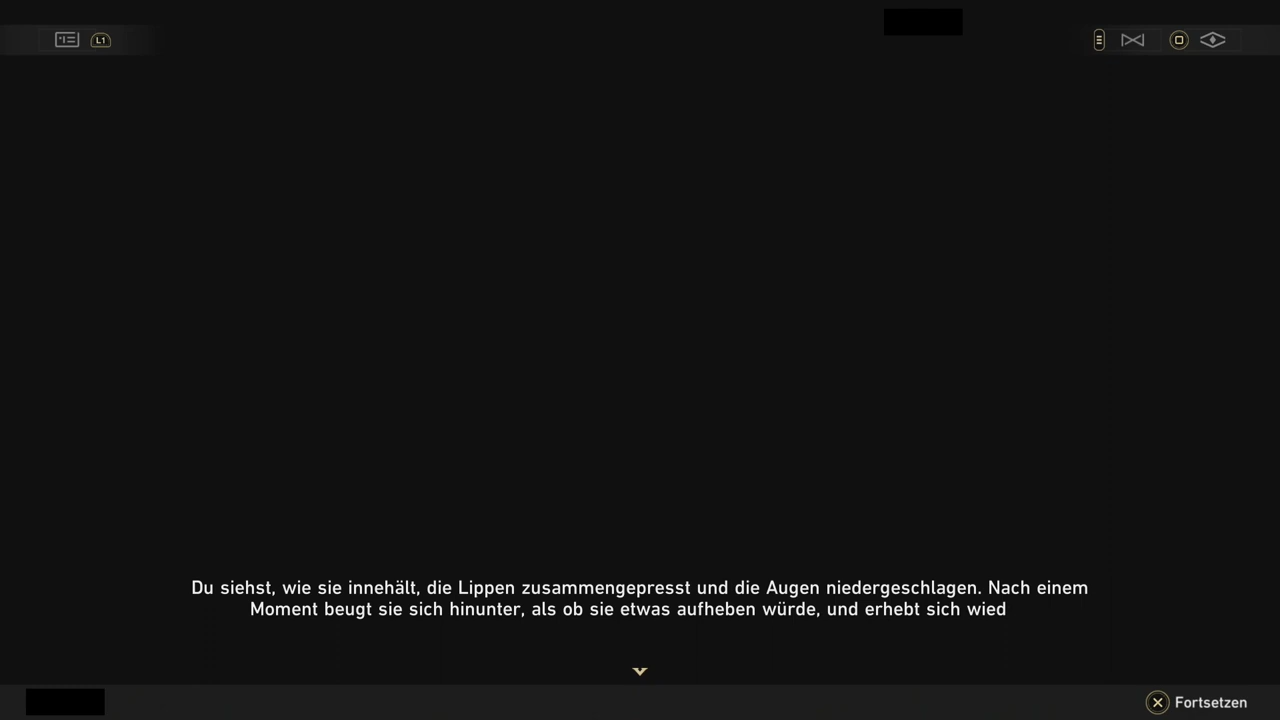 L1
Du siehst, wie sie innehält, die Lippen zusammengepresst und die Augen niedergeschlagen. Nach einem
Moment beugt sie sich hinunter, als ob sie etwas aufheben würde, und erhebt sich wied
Fortsetzen